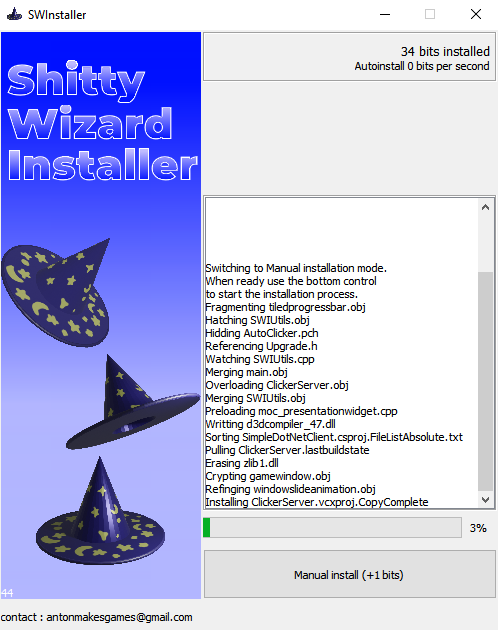 SWInstaller
Shitty
Wizard
Installer
44
34 bits installed
Autoinstall 0 bits per second
Switching to Manual installation mode.
When ready use the bottom control
to start the installation process.
Fragmenting tiledprogressbar.obj
Hatching SWIUtils.obj
Hidding AutoClicker.pch
Referencing Upgrade.h
Watching SWIUtils.cpp
Merging main.obj
Overloading ClickerServer.obj
Merging SWIUtils.obj
Preloading moc_presentationwidget.cpp
Writting d3dcompiler_47.dll
Sorting SimpleDotNetClient.csproj.FileListAbsolute.txt
Pulling ClickerServer.lastbuildstate
Erasing zlib1.dll
Crypting gamewindow.obj
Refinging windowslideanimation.obj
Installing ClickerServer.vcxproj.CopyComplete
3%
Manual install (+1 bits)
contact : antonmakesgames@gmail.com